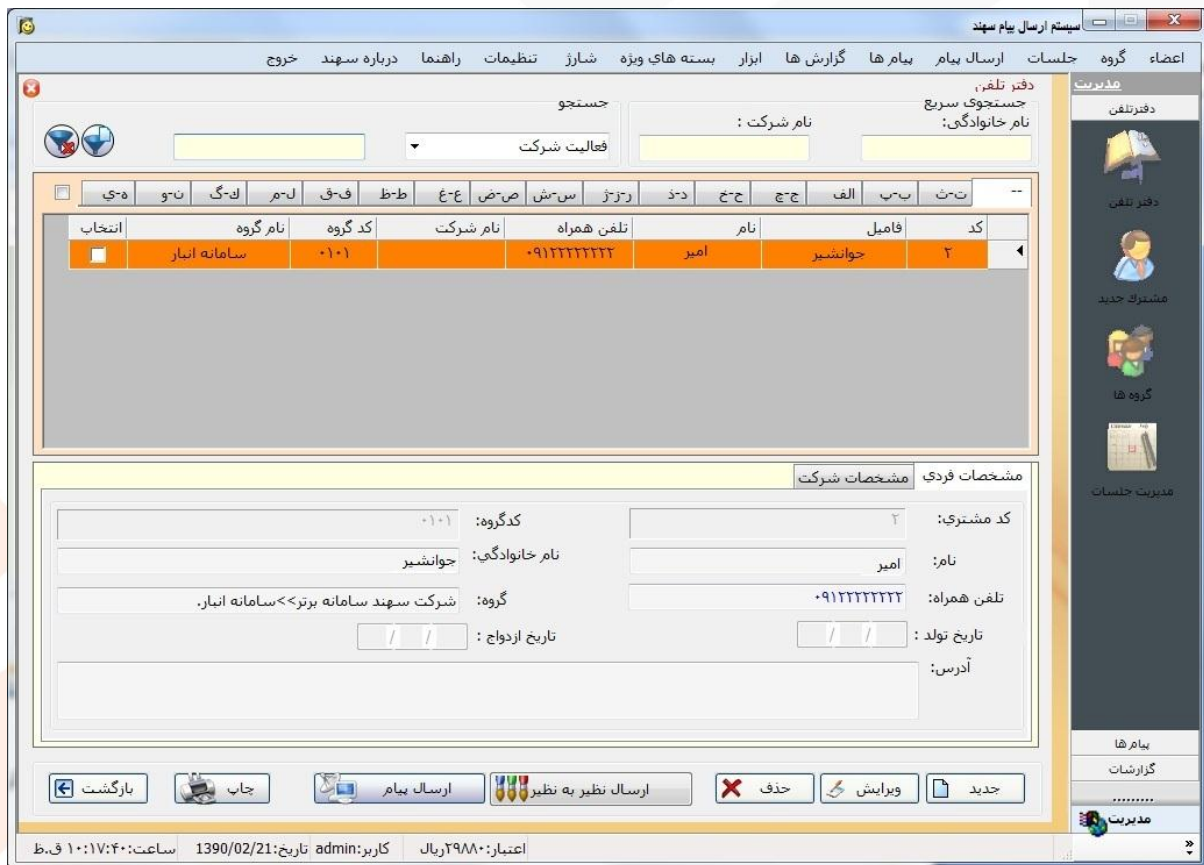 سیستم ارسال پیام سهند
اعضاء گروه جلسات ارسال پیام پیام ها گزارش ها ابزار بسته هاي ویژه شارژ تنظیمات راهنما درباره سهند خروج
مدیریت
دفترتلفن
دفتر تلفن
مشترك جدید
گروه ها
مدیریت جلسات
پیام ها
گزارشات
.........
مدیریت
دفتر تلفن
جستجوی سریع
نام خانوادگی:
نام شرکت :
جستجو
فعالیت شرکت
-- ت-ث ب-پ الف ج-چ ح-خ د-ذ ر-ز-ژ س-ش ص-ض ع-غ ط-ظ ف-ق ك-گ ل-م ن-و ه-ي
کد فامیل نام تلفن همراه نام شرکت کد گروه نام گروه انتخاب
۲ جوانشیر امیر ۰۹۱۲۲۲۲۲۲۲۲ ۰۱۰۱ سامانه انبار
مشخصات فردي مشخصات شرکت
کد مشتري: ۲ کدگروه: ۰۱۰۱
نام: امیر نام خانوادگي: جوانشیر
تلفن همراه: ۰۹۱۲۲۲۲۲۲۲۲ گروه: شرکت سهند سامانه برتر>>سامانه انبار.
تاریخ تولد : / / تاریخ ازدواج : / /
آدرس:
جدید ویرایش حذف ارسال نظیر به نظیر ارسال پیام چاپ بازگشت
اعتبار:۲۹۸۸۰ریال کاربر:admin تاریخ:1390/02/21 ساعت:۱۰:۱۷:۴۰ ق.ظ